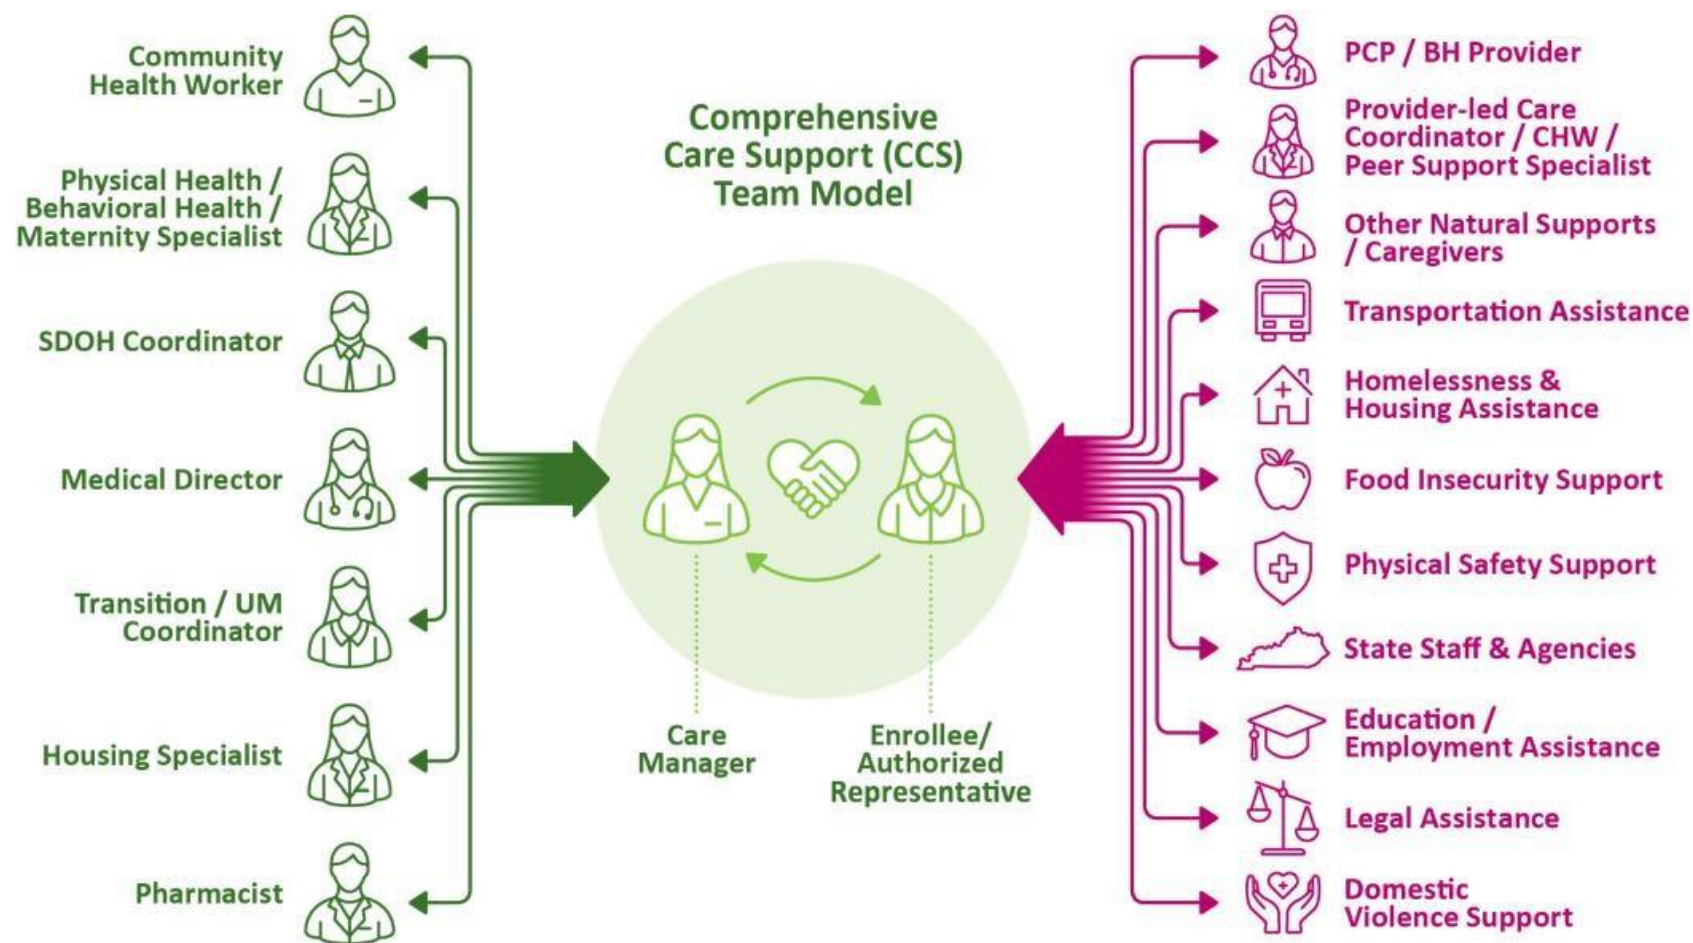 Comprehensive
Care Support (CCS)
Team Model
Community
Health Worker
Physical Health /
Behavioral Health /
Maternity Specialist
SDOH Coordinator
Medical Director
Transition / UM
Coordinator
Housing Specialist
Pharmacist
Care
Manager
Enrollee/
Authorized
Representative
PCP / BH Provider
Provider-led Care
Coordinator / CHW /
Peer Support Specialist
Other Natural Supports
/ Caregivers
Transportation Assistance
Homelessness &
Housing Assistance
Food Insecurity Support
Physical Safety Support
State Staff & Agencies
Education /
Employment Assistance
Legal Assistance
Domestic
Violence Support